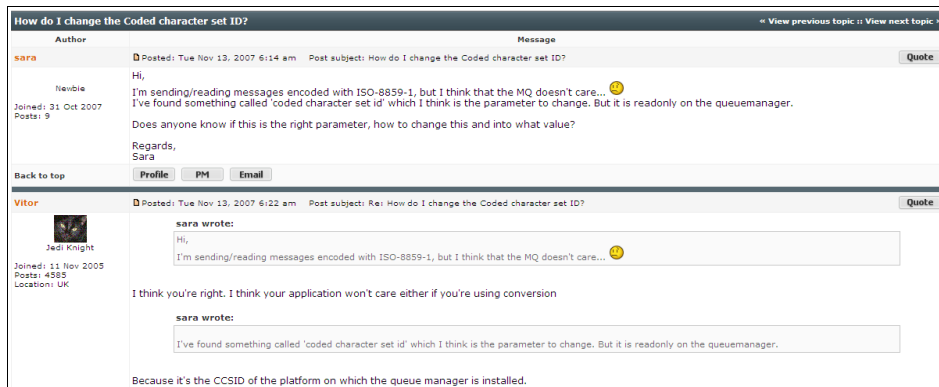 How do I change the Coded character set ID? « View previous topic :: View next topic »
Author Message
sara Posted: Tue Nov 13, 2007 6:14 am Post subject: How do I change the Coded character set ID? Quote
Newbie
Joined: 31 Oct 2007
Posts: 9
Hi,
I'm sending/reading messages encoded with ISO-8859-1, but I think that the MQ doesn't care...
I've found something called 'coded character set id' which I think is the parameter to change. But it is readonly on the queuemanager.
Does anyone know if this is the right parameter, how to change this and into what value?
Regards,
Sara
Back to top Profile PM Email
Vitor Posted: Tue Nov 13, 2007 6:22 am Post subject: Re: How do I change the Coded character set ID? Quote
Jedi Knight
Joined: 11 Nov 2005
Posts: 4585
Location: UK
sara wrote:
Hi,
I'm sending/reading messages encoded with ISO-8859-1, but I think that the MQ doesn't care...
I think you're right. I think your application won't care either if you're using conversion
sara wrote:
I've found something called 'coded character set id' which I think is the parameter to change. But it is readonly on the queuemanager.
Because it's the CCSID of the platform on which the queue manager is installed.